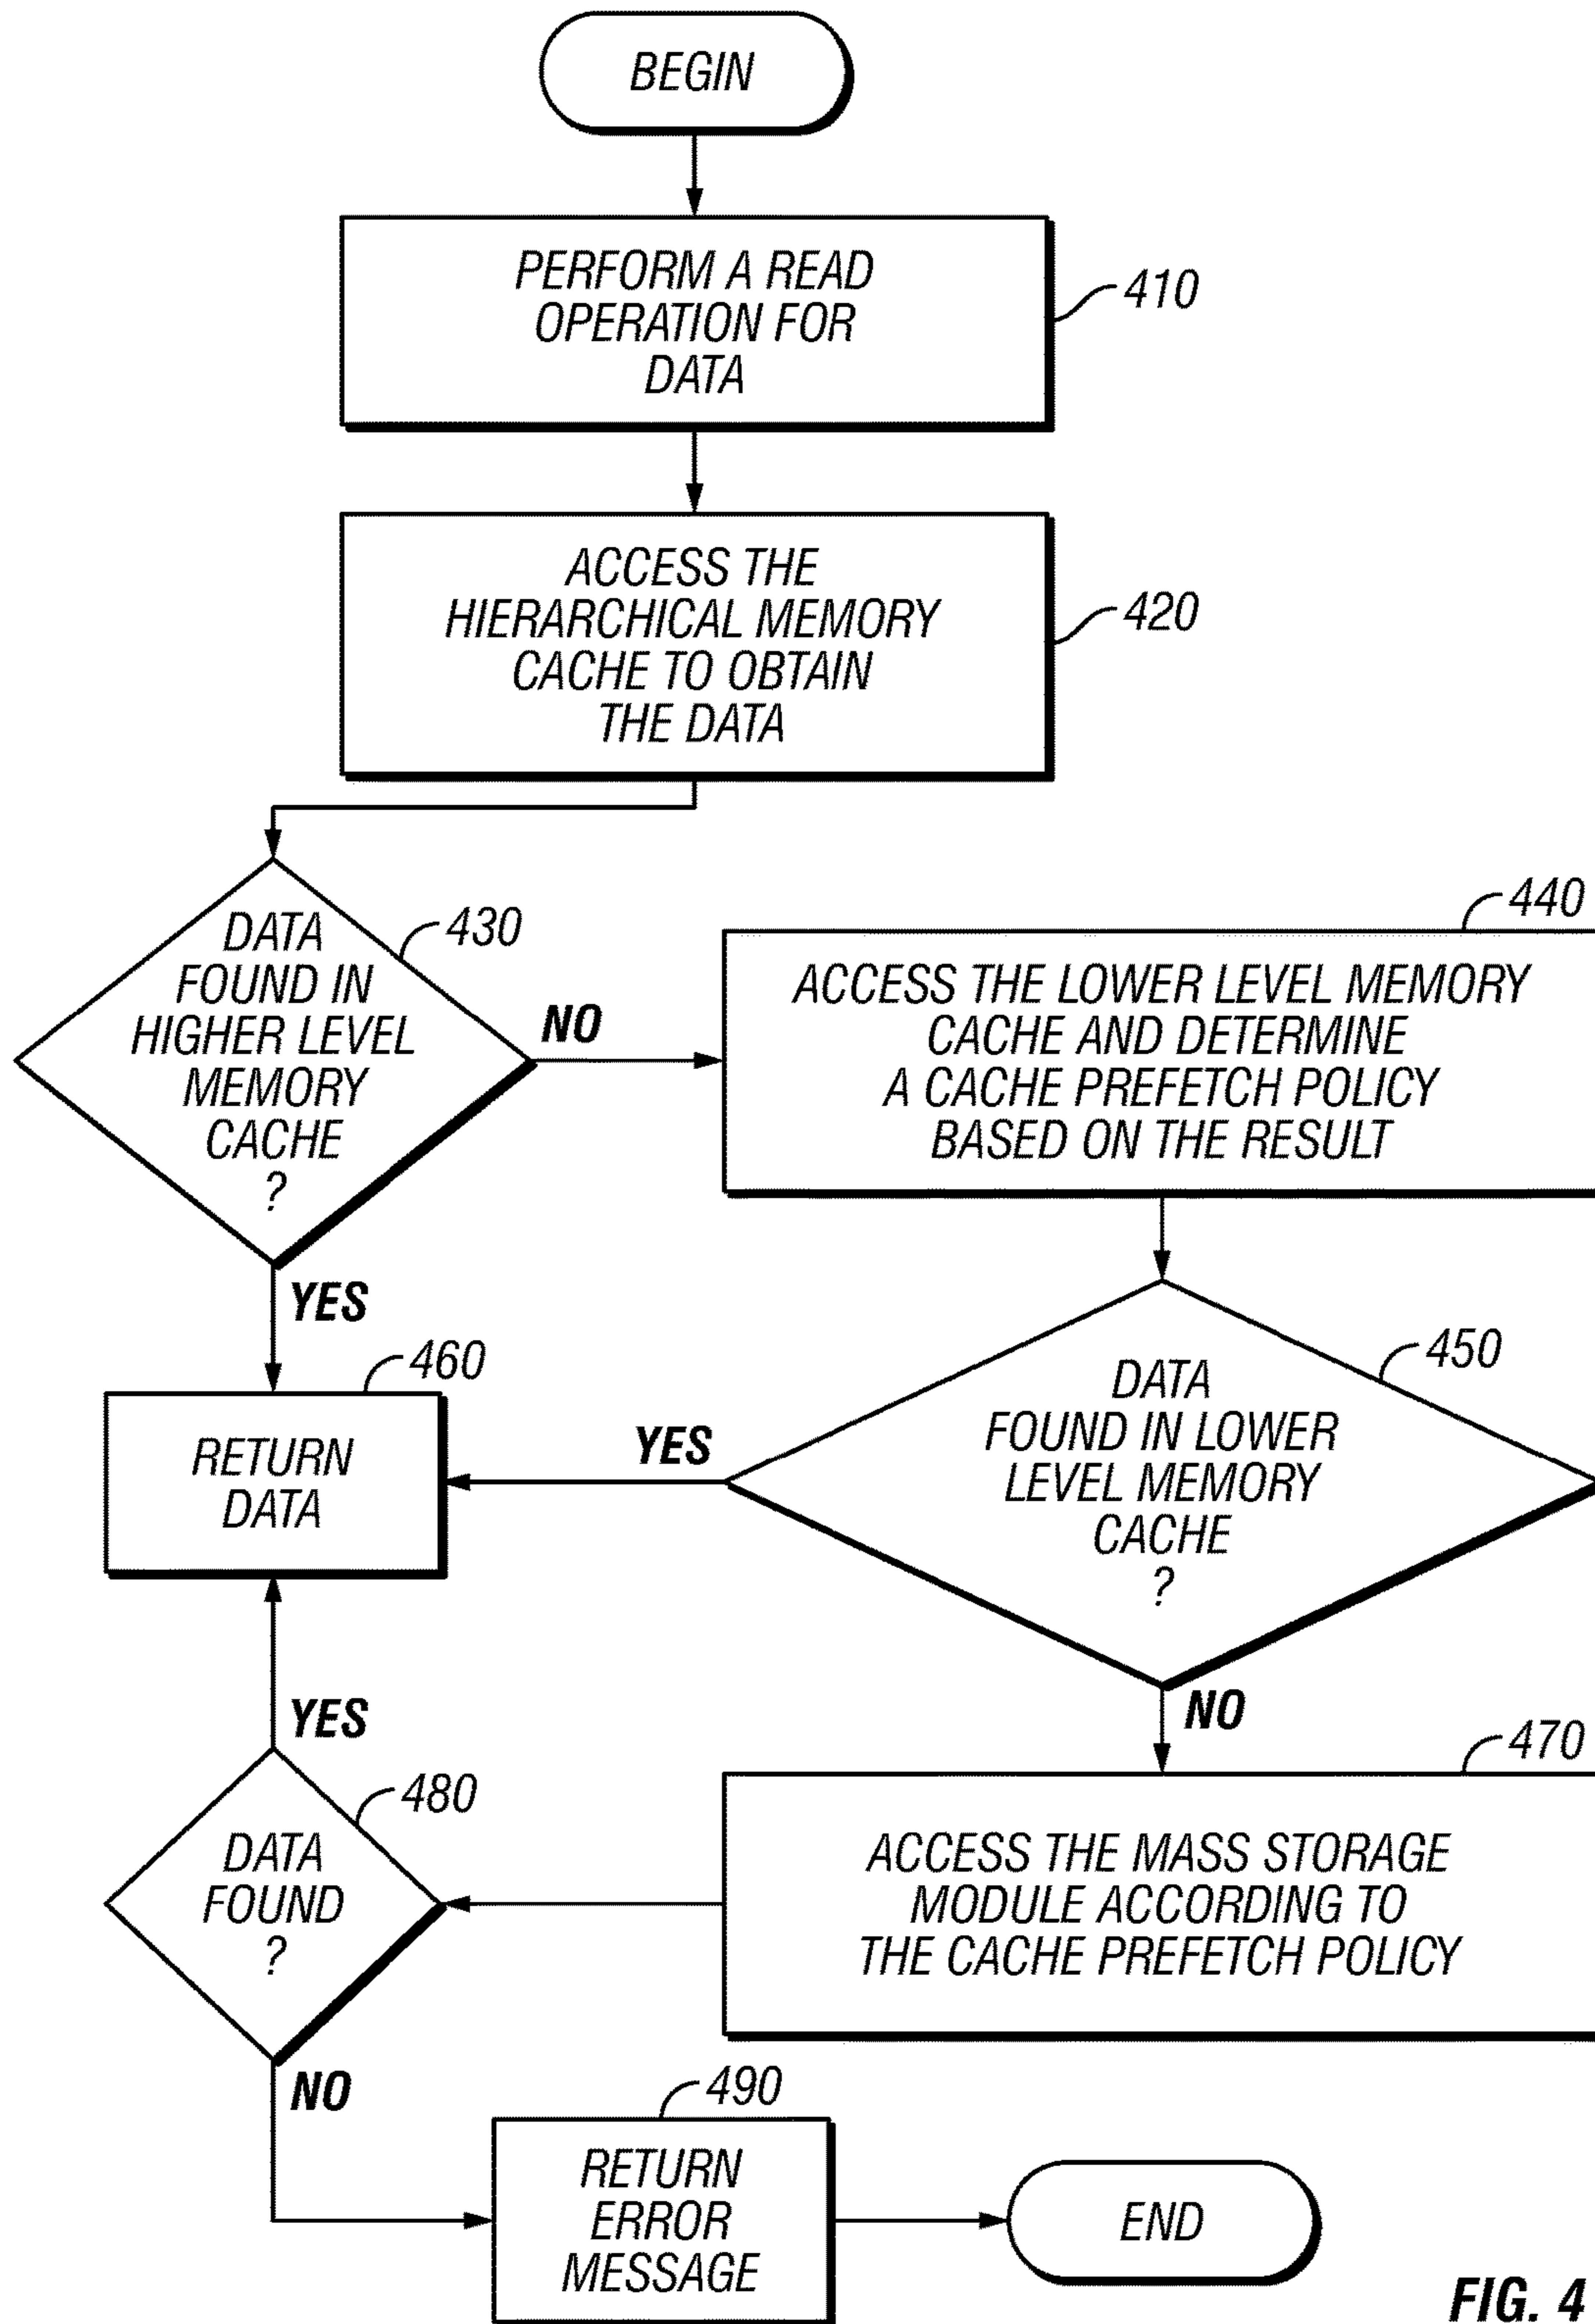 BEGIN
PERFORM A READ
OPERATION FOR
DATA
410
ACCESS THE
HIERARCHICAL MEMORY
CACHE TO OBTAIN
THE DATA
420
DATA
FOUND IN
HIGHER LEVEL
MEMORY
CACHE
?
430
NO
YES
440
ACCESS THE LOWER LEVEL MEMORY
CACHE AND DETERMINE
A CACHE PREFETCH POLICY
BASED ON THE RESULT
450
DATA
FOUND IN LOWER
LEVEL MEMORY
CACHE
?
YES
NO
460
RETURN
DATA
470
ACCESS THE MASS STORAGE
MODULE ACCORDING TO
THE CACHE PREFETCH POLICY
YES
480
DATA
FOUND
?
NO
490
RETURN
ERROR
MESSAGE
END
FIG. 4